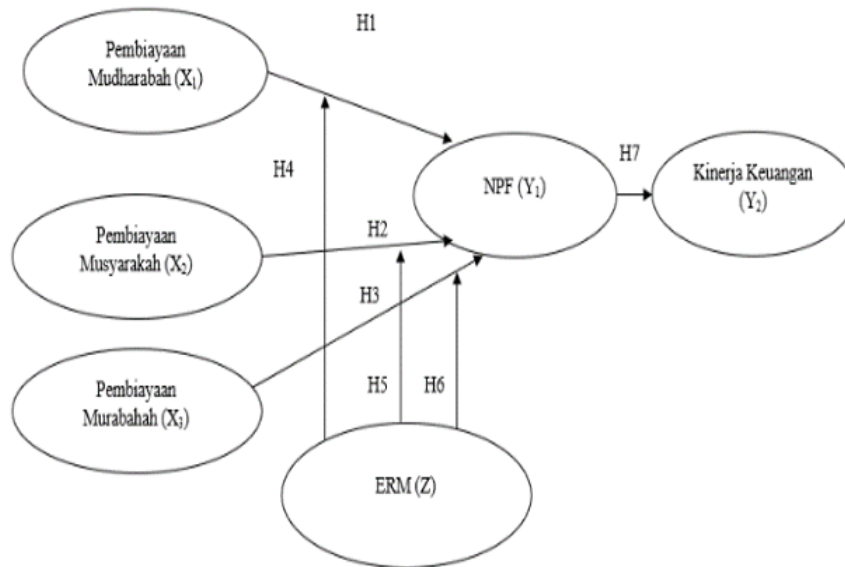 H1
Pembiayaan
Mudharabah (X₁)
H4
H7
NPF (Y₁)
Kinerja Keuangan
(Y₂)
H2
Pembiayaan
Musyarakah (X₂)
H3
Pembiayaan
Murabahah (X₃)
H5
H6
ERM (Z)